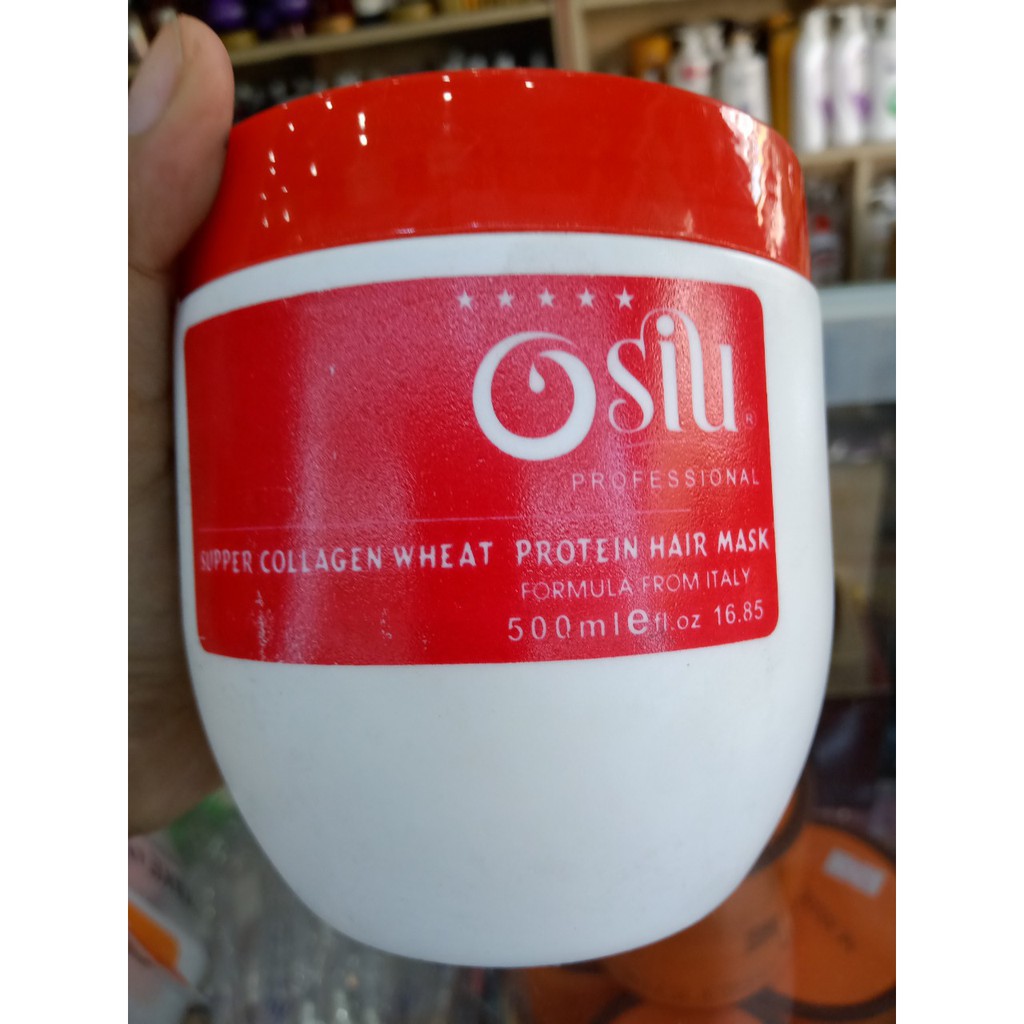 Osilu ®
PROFESSIONAL
SUPPER COLLAGEN WHEAT PROTEIN HAIR MASK
FORMULA FROM ITALY
500ml e fl.oz 16.85